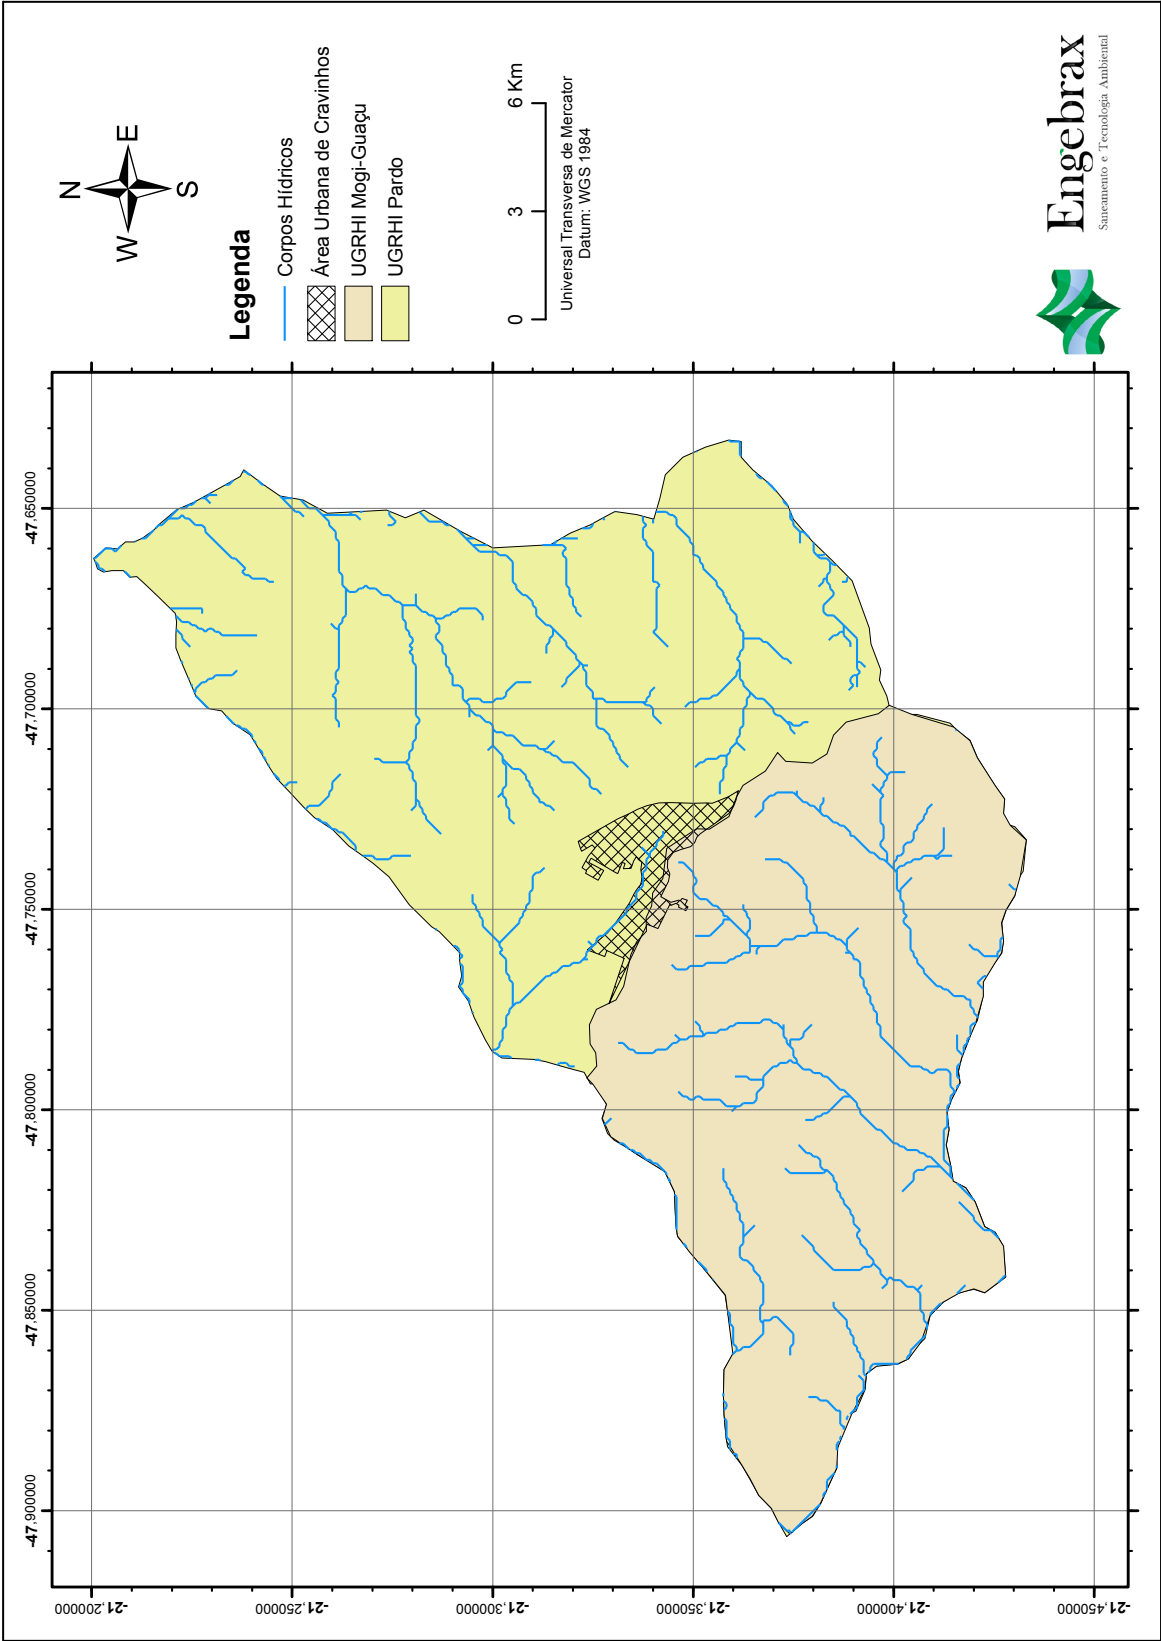 N
W
E
S
Legenda
Corpos Hídricos
Área Urbana de Cravinhos
UGRHI Mogi-Guaçu
UGRHI Pardo
0
3
6 Km
Universal Transversa de Mercator
Datum: WGS 1984
Engebrax
Saneamento e Tecnologia Ambiental
-47,900000
-47,850000
-47,800000
-47,750000
-47,700000
-47,650000
-21,200000
-21,250000
-21,300000
-21,350000
-21,400000
-21,450000